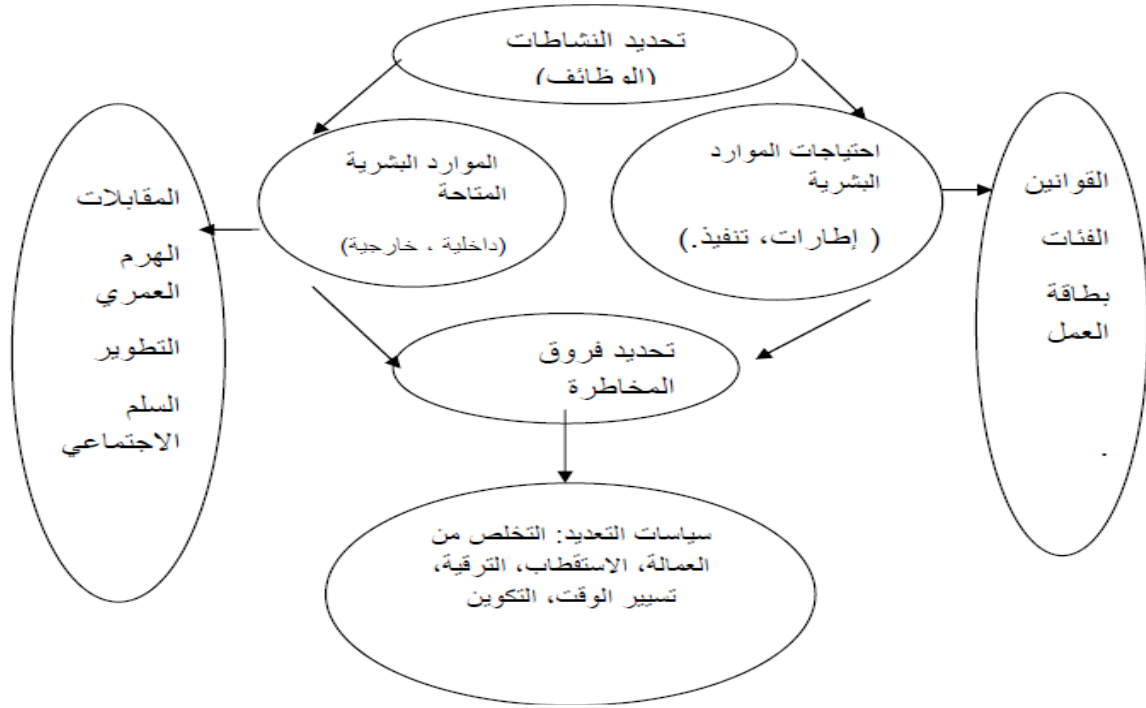 تحديد النشاطات
(الوظائف)
احتياجات الموارد
البشرية
( إطارات، تنفيذ.)
الموارد البشرية
المتاحة
(داخلية ، خارجية)
القوانين
الفئات
بطاقة
العمل
.
المقابلات
الهرم
العمري
التطوير
السلم
الاجتماعي
تحديد فروق
المخاطرة
سياسات التعديد: التخلص من
العمالة، الاستقطاب، الترقية،
تسيير الوقت، التكوين